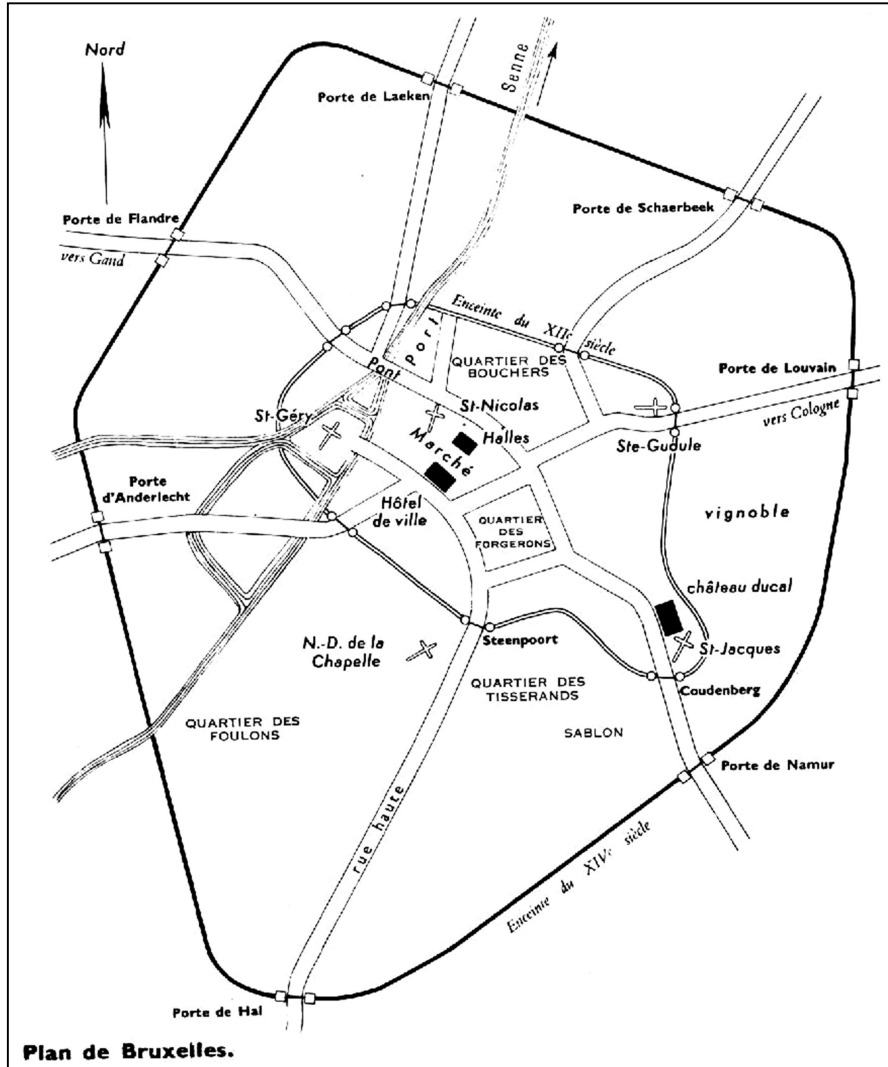 Nord
Senne
Porte de Laeken
Porte de Schaerbeek
Porte de Flandre
vers Gand
Enceinte du XIIe siècle
Port
Pont
QUARTIER DES
BOUCHERS
Porte de Louvain
vers Cologne
St-Géry
St-Nicolas
Halles
Marché
Ste-Gudule
Porte
d'Anderlecht
Hôtel
de ville
QUARTIER
DES
FORGERONS
vignoble
château ducal
N.-D. de la
Chapelle
Steenpoort
St-Jacques
Coudenberg
QUARTIER DES
TISSERANDS
QUARTIER DES
FOULONS
SABLON
Porte de Namur
rue haute
Enceinte du XIVe siècle
Porte de Hal
Plan de Bruxelles.